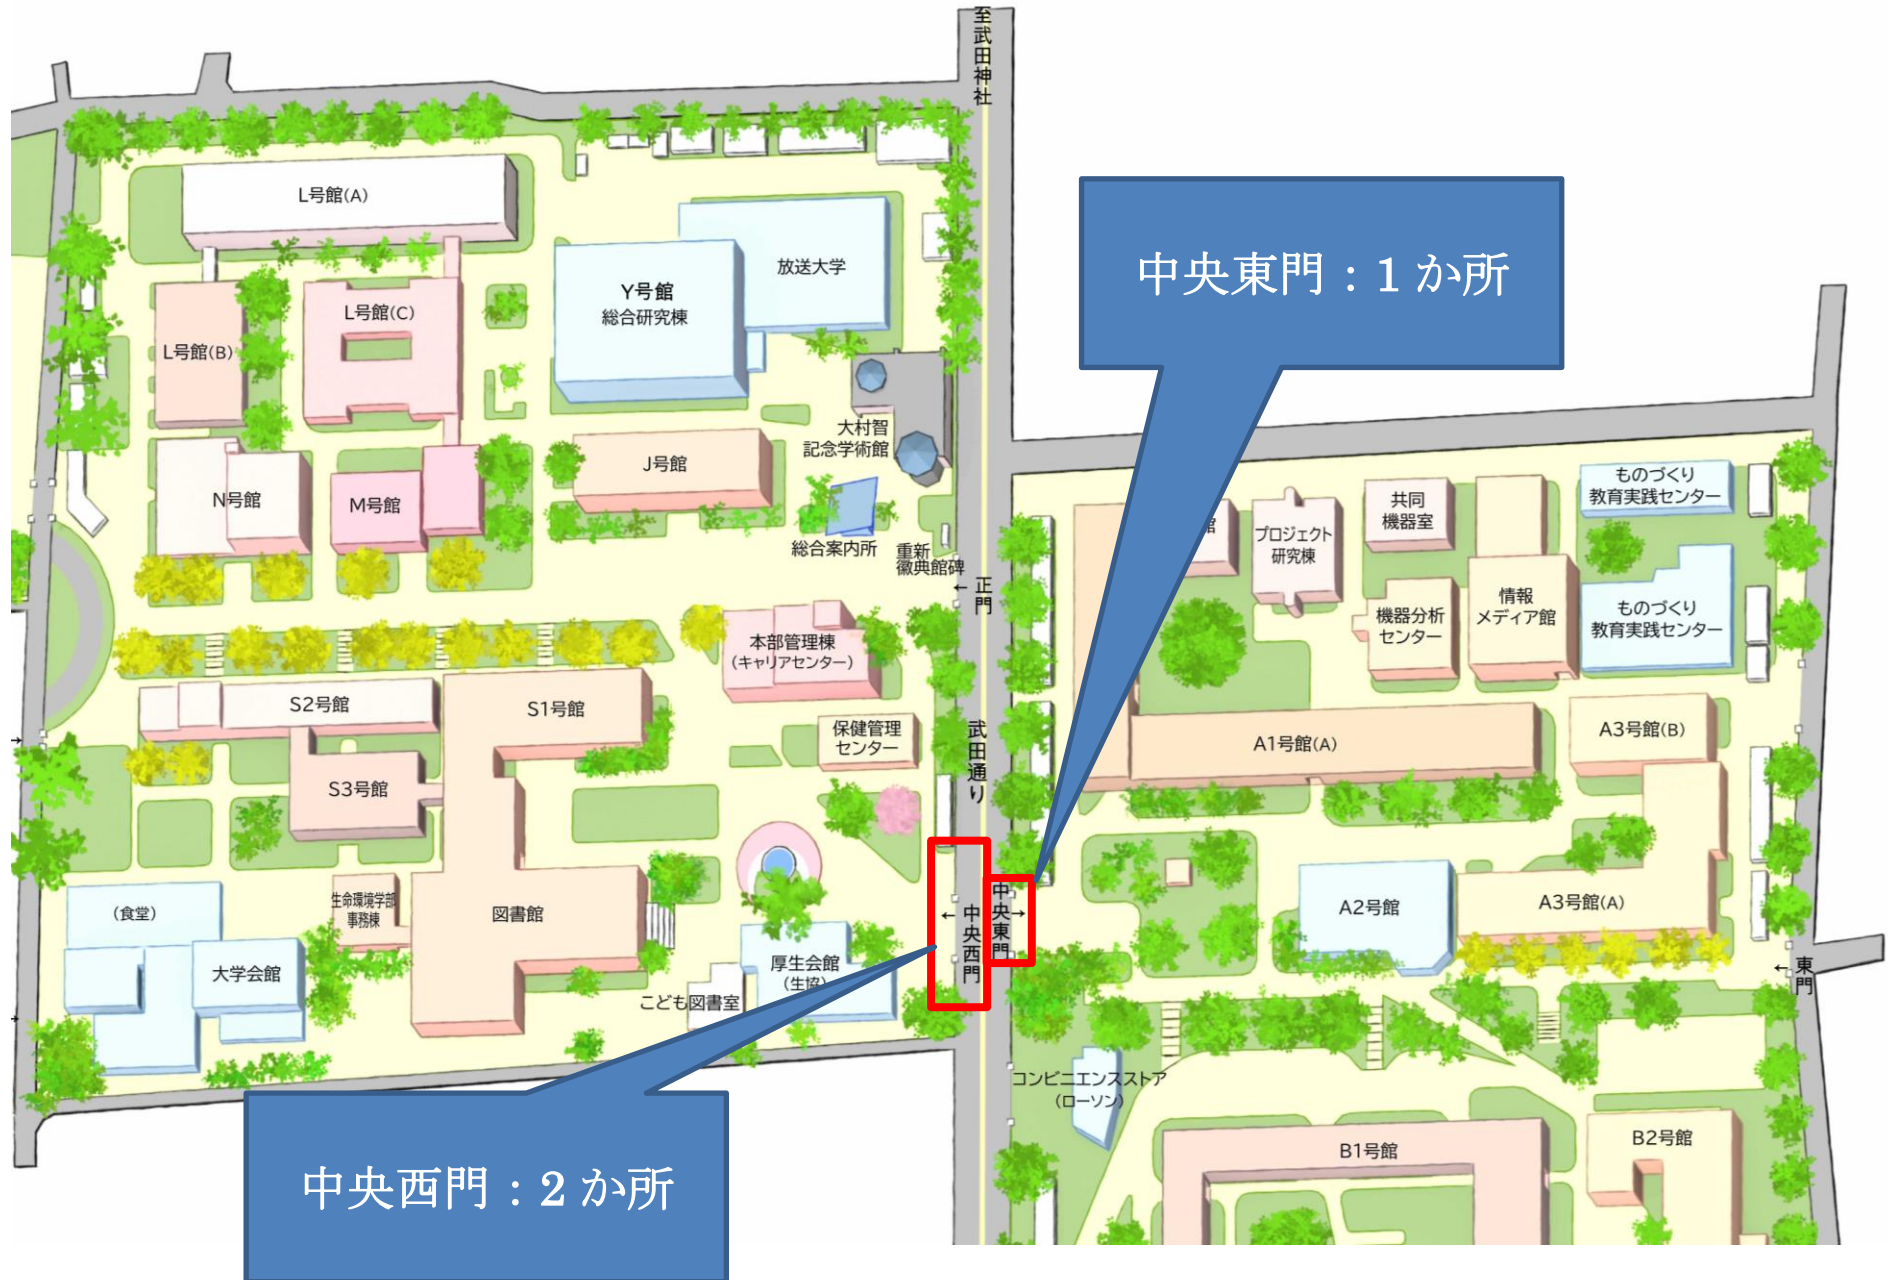 至武田神社
L号館(A)
放送大学
Y号館
総合研究棟
L号館(C)
L号館(B)
中央東門：1か所
大村智
記念学術館
J号館
N号館
M号館
総合案内所
重新
徽典館碑
←正門
館
プロジェクト
研究棟
共同
機器室
ものづくり
教育実践センター
機器分析
センター
情報
メディア館
ものづくり
教育実践センター
本部管理棟
(キャリアセンター)
S2号館
S1号館
保健管理
センター
武田通り
A1号館(A)
A3号館(B)
S3号館
(食堂)
生命環境学部
事務棟
図書館
←中央西門
中央東門→
A2号館
A3号館(A)
大学会館
厚生会館
(生協)
こども図書室
←東門
コンビニエンスストア
(ローソン)
B1号館
B2号館
中央西門：2か所